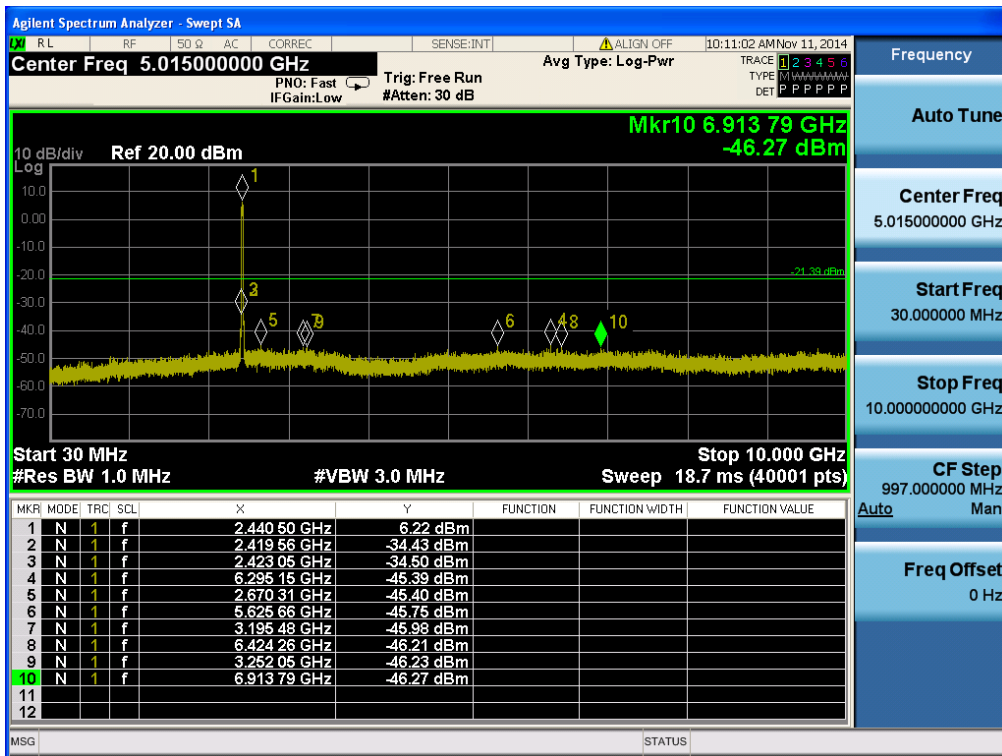 Agilent Spectrum Analyzer - Swept SA
LXI RL RF 50 Ω AC CORREC SENSE:INT ALIGN OFF 10:11:02 AM Nov 11, 2014
Center Freq 5.015000000 GHz
PNO: Fast
IFGain:Low
Trig: Free Run
#Atten: 30 dB
Avg Type: Log-Pwr
TRACE 1 2 3 4 5 6
TYPE M WWWWW
DET P P P P P P
Mkr10 6.913 79 GHz
-46.27 dBm
10 dB/div Ref 20.00 dBm
Log
10.0
0.00
-10.0
-20.0
-30.0
-40.0
-50.0
-60.0
-70.0
1
-21.39 dBm
5
6
8
10
Start 30 MHz Stop 10.000 GHz
#Res BW 1.0 MHz #VBW 3.0 MHz Sweep 18.7 ms (40001 pts)
MKR MODE TRC SCL X Y FUNCTION FUNCTION WIDTH FUNCTION VALUE
1 N 1 f 2.440 50 GHz 6.22 dBm
2 N 1 f 2.419 56 GHz -34.43 dBm
3 N 1 f 2.423 05 GHz -34.50 dBm
4 N 1 f 6.295 15 GHz -45.39 dBm
5 N 1 f 2.670 31 GHz -45.40 dBm
6 N 1 f 5.625 66 GHz -45.75 dBm
7 N 1 f 3.195 48 GHz -45.98 dBm
8 N 1 f 6.424 26 GHz -46.21 dBm
9 N 1 f 3.252 05 GHz -46.23 dBm
10 N 1 f 6.913 79 GHz -46.27 dBm
11
12
MSG STATUS
Frequency
Auto Tune
Center Freq
5.015000000 GHz
Start Freq
30.000000 MHz
Stop Freq
10.000000000 GHz
CF Step
997.000000 MHz
Auto Man
Freq Offset
0 Hz